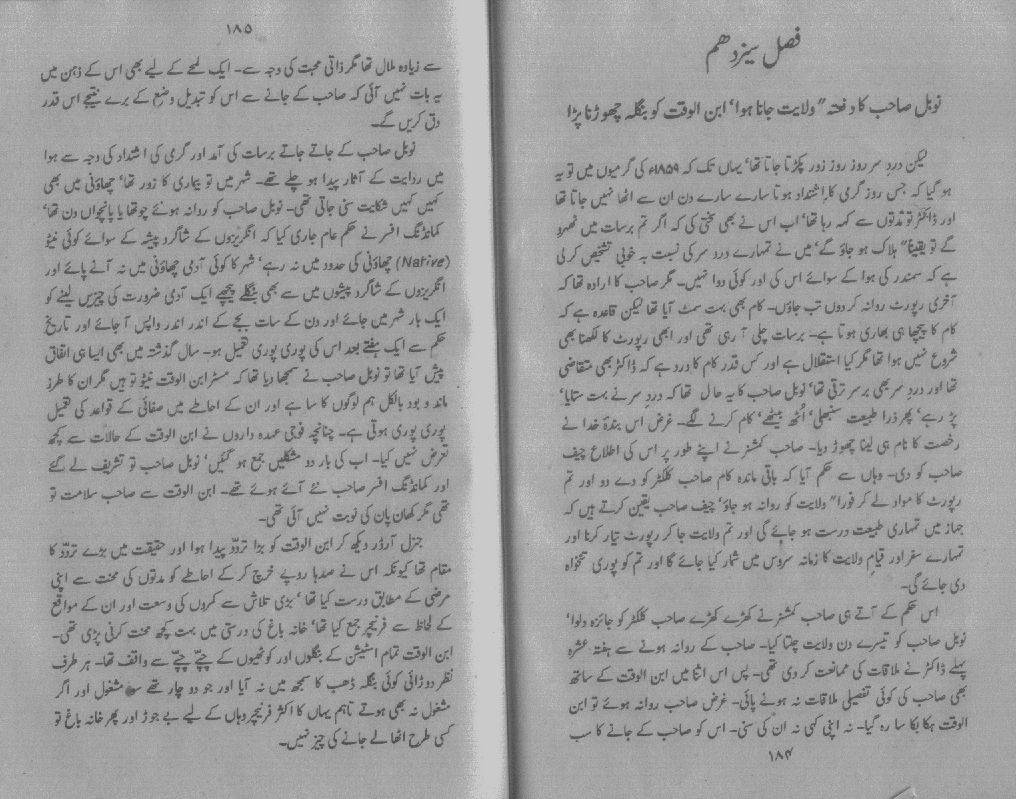 فصل سیزدھم
نوبل صاحب کا دفعتہ" ولایت جانا ہوا' ابن الوقت کو بنگلہ چھوڑنا پڑا
لیکن دردِ سر روز روز زور پکڑتا جاتا تھا' یہاں تک کہ ۱۸۵۹ء کی گرمیوں میں تو یہ
ہو گیا کہ جس روز گرمی کا اشتداد ہوتا سارے سارے دن ان سے اٹھا نہیں جاتا تھا
اور ڈاکٹر تو مدتوں سے کہہ رہا تھا' اب اس نے بھی سختی کی کہ اگر تم برسات میں ٹھہرو
گے تو یقیناً" ہلاک ہو جاؤ گے' میں نے تمہارے درد سر کی نسبت بہ خوبی تشخیص کرلی
ہے کہ سمندر کی ہوا کے سوائے اس کی اور کوئی دوا نہیں۔ مگر صاحب کا ارادہ تھا کہ
آخری رپورٹ روانہ کردوں تب جاؤں۔ کام بھی بہت سمٹ آیا تھا لیکن قاعدہ ہے کہ
کام کا پیچھا ہی بھاری ہوتا ہے۔ برسات چلی آ رہی تھی اور ابھی رپورٹ کا لکھنا بھی
شروع نہیں ہوا تھا مگر کیا استقلال ہے اور کس قدر کام کا درد ہے کہ ڈاکٹر بھی متقاضی
تھا اور دردِ سر بھی بر سر ترقی تھا' نوبل صاحب کا یہ حال تھا کہ دردِ سر نے بہت ستایا'
پڑ رہے' پھر ذرا طبیعت سنبھلی' اُٹھ بیٹھے' کام کرنے لگے۔ غرض اس بندۂ خدا نے
رخصت کا نام ہی لینا چھوڑ دیا۔ صاحب کمشنر نے اپنے طور پر اس کی اطلاع چیف
صاحب کو دی۔ وہاں سے حکم آیا کہ باقی ماندہ کام صاحب کلکٹر کو دے دو اور تم
رپورٹ کا مواد لے کر فورا" ولایت کو روانہ ہو جاؤ' چیف صاحب یقین کرتے ہیں کہ
جہاز میں تمہاری طبیعت درست ہو جائے گی اور تم ولایت جا کر رپورٹ تیار کرنا اور
تمہارے سفر اور قیامِ ولایت کا زمانہ سروس میں شمار کیا جائے گا اور تم کو پوری تنخواہ
دی جائے گی۔
اس حکم کے آتے ہی صاحب کمشنر نے کھڑے کھڑے صاحب کلکٹر کو جائزہ دلوا'
نوبل صاحب کو تیسرے دن ولایت چلتا کیا۔ صاحب کے روانہ ہونے سے ہفتہ عشرہ
پہلے ڈاکٹر نے ملاقات کی ممانعت کر دی تھی۔ پس اس اثنا میں ابن الوقت کے ساتھ
بھی صاحب کی کوئی تفصیلی ملاقات نہ ہونے پائی۔ غرض صاحب روانہ ہوئے تو ابن
الوقت ہکا بکا سا رہ گیا۔ نہ اپنی کہی نہ ان کی سنی۔ اس کو صاحب کے جانے کا سب
۱۸۴
۱۸۵
سے زیادہ ملال تھا مگر ذاتی محبت کی وجہ سے۔ ایک لمحے کے لیے بھی اس کے ذہن میں
یہ بات نہیں آئی کہ صاحب کے جانے سے اس کو تبدیل وضع کے برے نتیجے اس قدر
دق کریں گے۔
نوبل صاحب کے جاتے جاتے برسات کی آمد اور گرمی کی اشتداد کی وجہ سے ہوا
میں ردایت کے آثار پیدا ہو چلے تھے۔ شہر میں تو بیماری کا زور تھا' چھاؤنی میں بھی
کہیں کہیں شکایت سنی جاتی تھی۔ نوبل صاحب کو روانہ ہوئے چوتھا یا پانچواں دن تھا'
کمانڈنگ افسر نے حکم عام جاری کیا کہ انگریزوں کے شاگرد پیشہ کے سوائے کوئی نیٹو
(Native) چھاؤنی کی حدود میں نہ رہے' شہر کا کوئی آدمی چھاؤنی میں نہ آنے پائے اور
انگریزوں کے شاگرد پیشوں میں سے بھی بنگلے پیچھے ایک آدمی ضرورت کی چیزیں لینے کو
ایک بار شہر میں جائے اور دن کے سات بجے کے اندر اندر واپس آ جائے اور تاریخ
حکم سے ایک ہفتے بعد اس کی پوری پوری تعمیل ہو۔ سال گذشتہ میں بھی ایسا ہی اتفاق
پیش آیا تھا تو نوبل صاحب نے سمجھا دیا تھا کہ مسٹر ابن الوقت نیٹو تو ہیں مگر ان کا طرز
ماند و بود بالکل ہم لوگوں کا سا ہے اور ان کے احاطے میں صفائی کے قواعد کی تعمیل
پوری پوری ہوتی ہے۔ چنانچہ فوجی عہدہ داروں نے ابن الوقت کے حالات سے کچھ
تعرض نہیں کیا۔ اب کی بار دو مشکلیں جمع ہو گئیں' نوبل صاحب تو تشریف لے گئے
اور کمانڈنگ افسر صاحب نئے آئے ہوئے تھے۔ ابن الوقت سے صاحب سلامت تو
تھی مگر کھان پان کی نوبت نہیں آئی تھی۔
جنرل آرڈر دیکھ کر ابن الوقت کو بڑا تردّد پیدا ہوا اور حقیقت میں بڑے تردّد کا
مقام تھا کیونکہ اس نے صدہا روپے خرچ کر کے احاطے کو مدتوں کی محنت سے اپنی
مرضی کے مطابق درست کیا تھا' بڑی تلاش سے کمروں کی وسعت اور ان کے مواقع
کے لحاظ سے فرنیچر جمع کیا تھا' خانہ باغ کی درستی میں بہت کچھ محنت کرنی پڑی تھی۔
ابن الوقت تمام اسٹیشن کے بنگلوں اور کوٹھیوں کے چپّے چپّے سے واقف تھا۔ ہر طرف
نظر دوڑائی کوئی بنگلہ ڈھب کا سمجھ میں نہ آیا اور جو دو چار تھے مشغول اور اگر
مشغول نہ بھی ہوتے تاہم یہاں کا اکثر فرنیچر وہاں کے لیے بے جوڑ اور پھر خانہ باغ تو
کسی طرح اٹھا لے جانے کی چیز نہیں۔